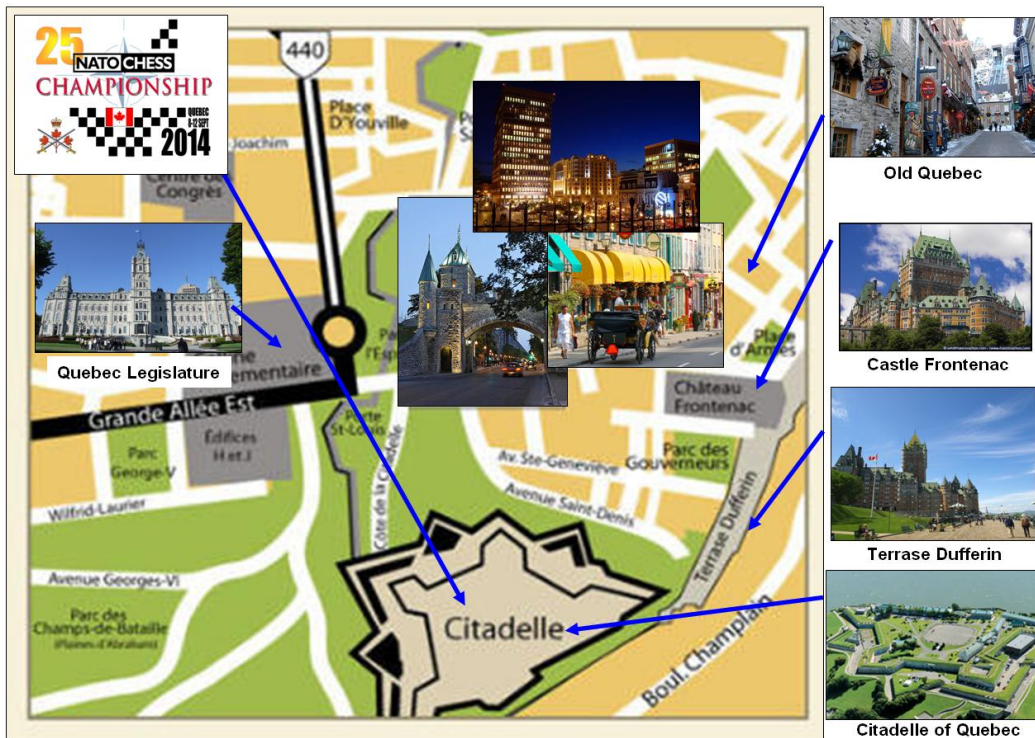 25
NATO CHESS
CHAMPIONSHIP
QUEBEC
8-12 SEPT
2014
440
Place
D'Youville
Joachim
Centre de
Congrès
Old Quebec
Quebec Legislature
Castle Frontenac
Place
d'Armes
Château
Frontenac
Grande Allée Est
Édifices
H et J
Porte
St-Louis
Côte de la Citadelle
Parc
George-V
Parc des
Gouverneurs
Av. Ste-Geneviève
Avenue Saint-Denis
Wilfrid-Laurier
Terrasse Dufferin
Terrase Dufferin
Avenue Georges-VI
Parc des
Champs-de-Bataille
(Plaines d'Abraham)
Citadelle
Boul. Champlain
Citadelle of Quebec